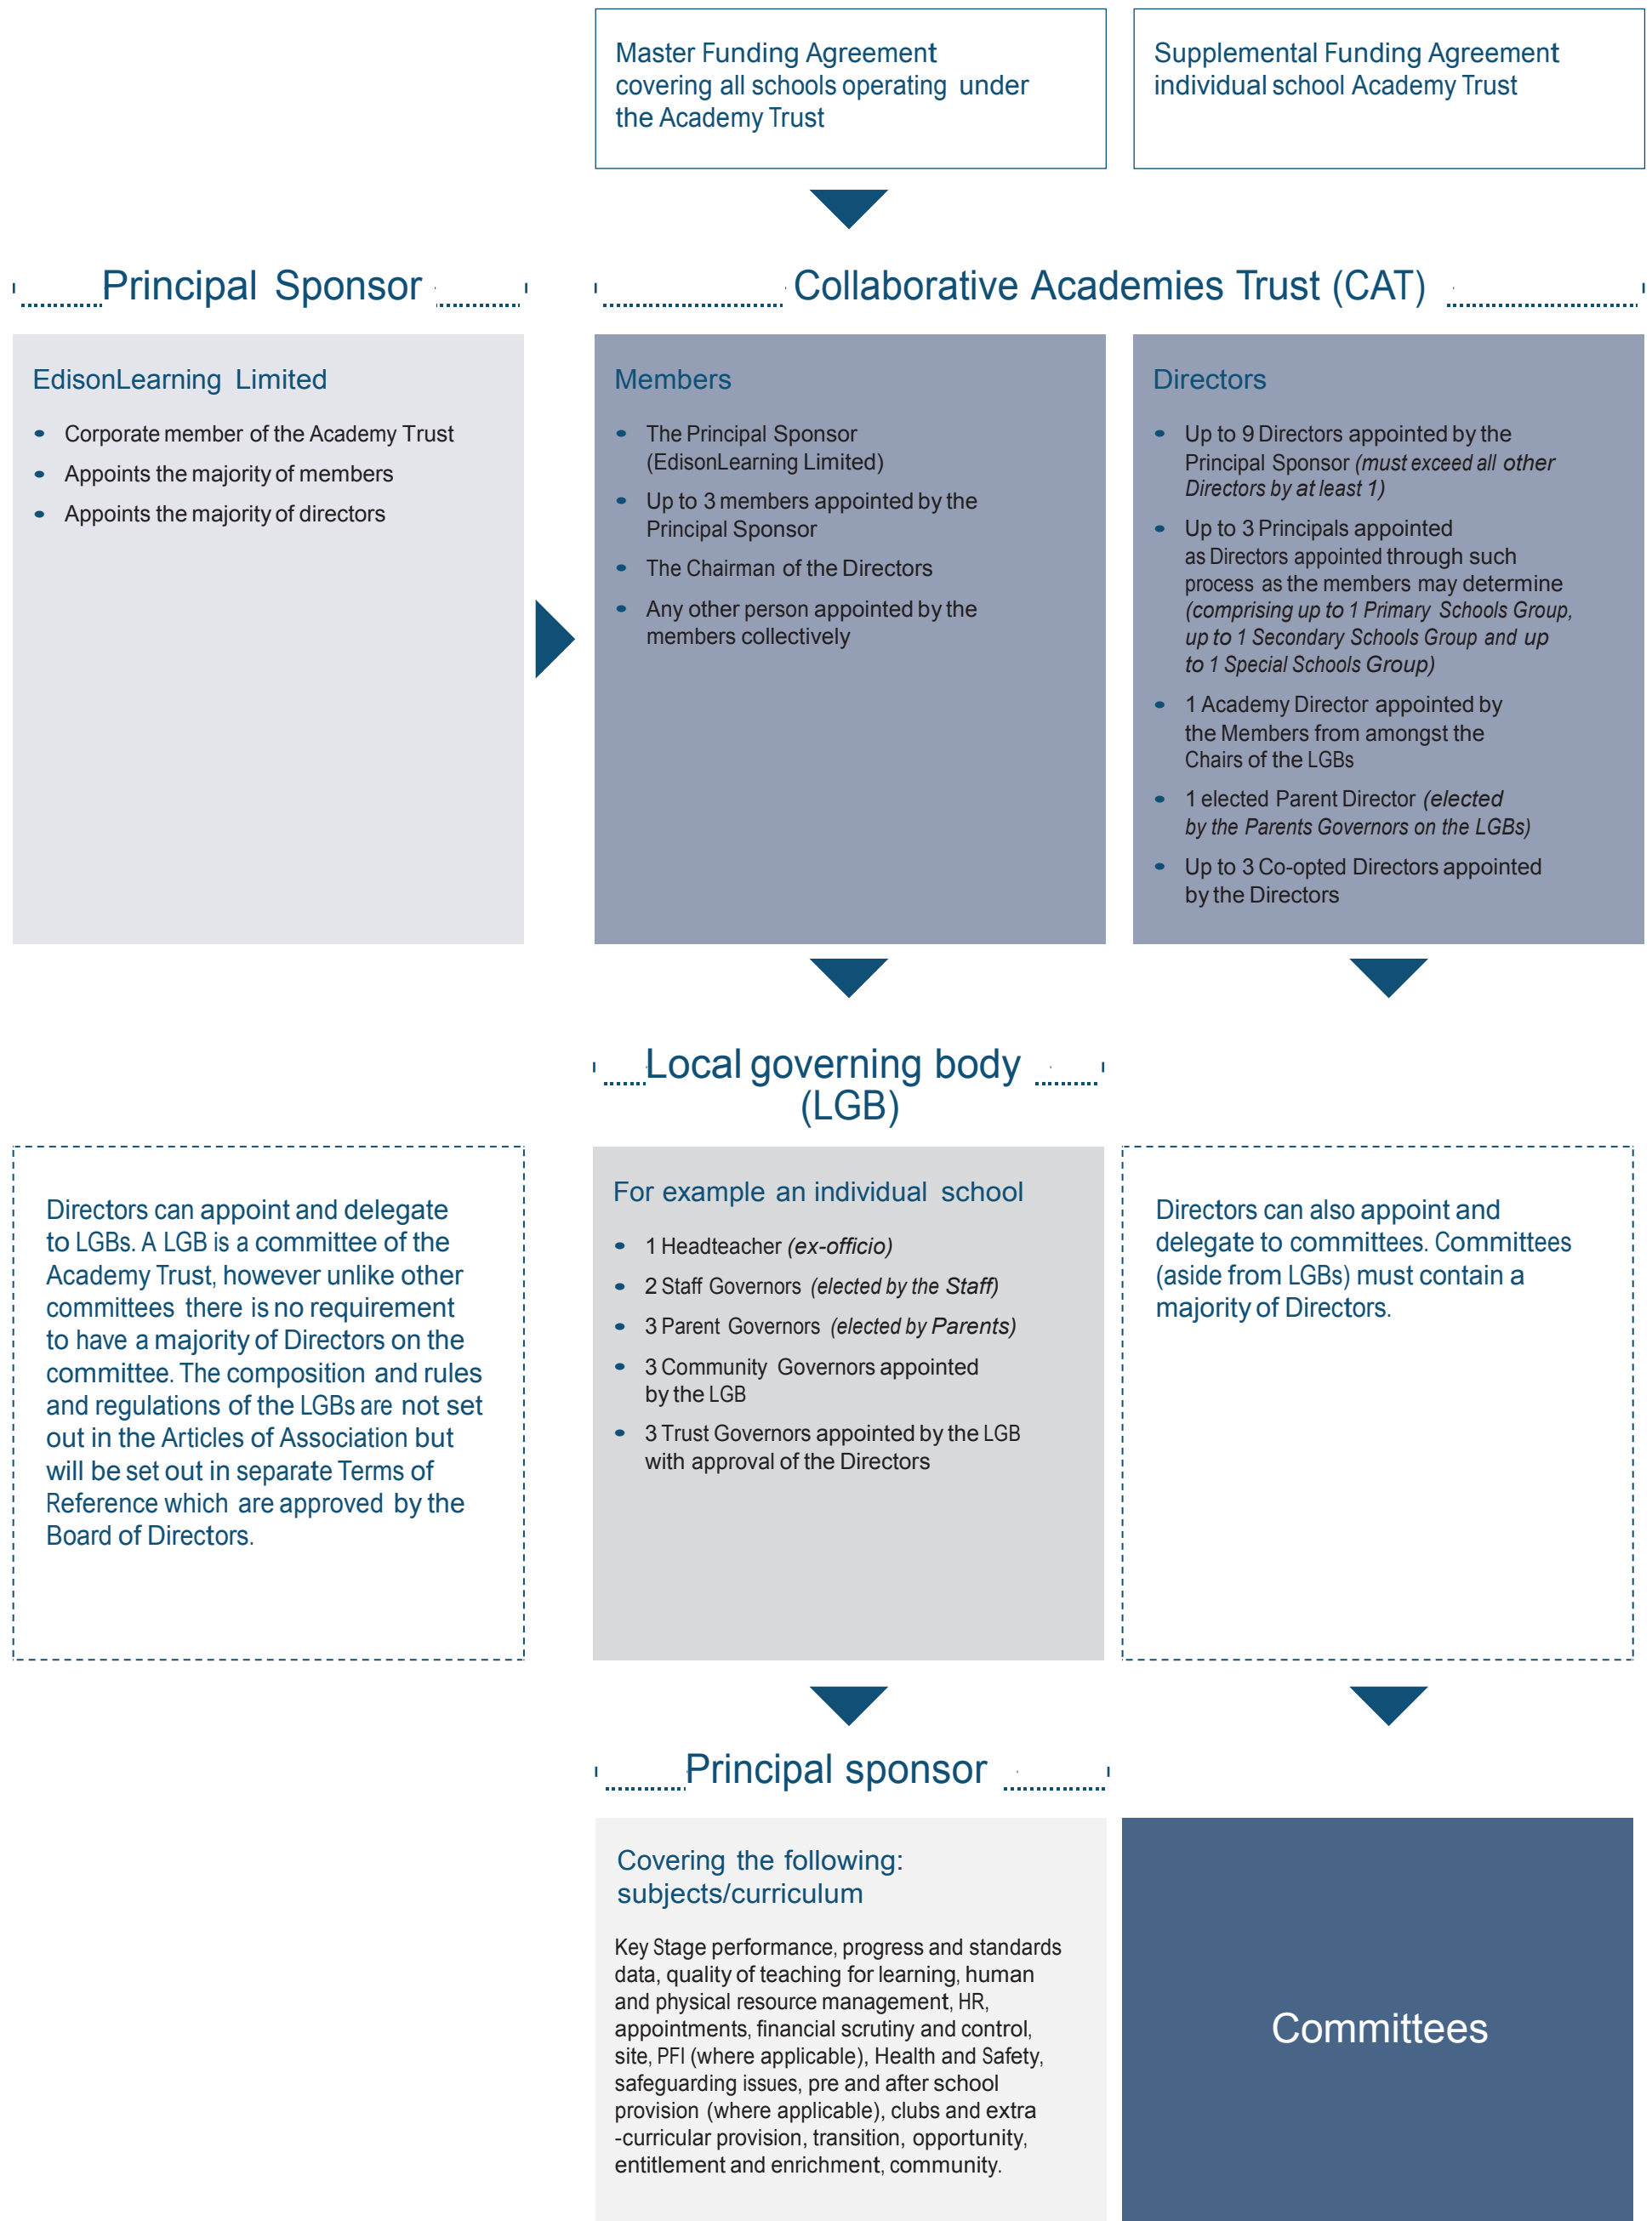 Master Funding Agreement
covering all schools operating under
the Academy Trust
Supplemental Funding Agreement
individual school Academy Trust
Principal Sponsor
Collaborative Academies Trust (CAT)
EdisonLearning Limited
• Corporate member of the Academy Trust
• Appoints the majority of members
• Appoints the majority of directors
Members
• The Principal Sponsor
(EdisonLearning Limited)
• Up to 3 members appointed by the
Principal Sponsor
• The Chairman of the Directors
• Any other person appointed by the
members collectively
Directors
• Up to 9 Directors appointed by the
Principal Sponsor (must exceed all other
Directors by at least 1)
• Up to 3 Principals appointed
as Directors appointed through such
process as the members may determine
(comprising up to 1 Primary Schools Group,
up to 1 Secondary Schools Group and up
to 1 Special Schools Group)
• 1 Academy Director appointed by
the Members from amongst the
Chairs of the LGBs
• 1 elected Parent Director (elected
by the Parents Governors on the LGBs)
• Up to 3 Co-opted Directors appointed
by the Directors
Local governing body
(LGB)
Directors can appoint and delegate
to LGBs. A LGB is a committee of the
Academy Trust, however unlike other
committees there is no requirement
to have a majority of Directors on the
committee. The composition and rules
and regulations of the LGBs are not set
out in the Articles of Association but
will be set out in separate Terms of
Reference which are approved by the
Board of Directors.
For example an individual school
• 1 Headteacher (ex-officio)
• 2 Staff Governors (elected by the Staff)
• 3 Parent Governors (elected by Parents)
• 3 Community Governors appointed
by the LGB
• 3 Trust Governors appointed by the LGB
with approval of the Directors
Directors can also appoint and
delegate to committees. Committees
(aside from LGBs) must contain a
majority of Directors.
Principal sponsor
Covering the following:
subjects/curriculum
Key Stage performance, progress and standards
data, quality of teaching for learning, human
and physical resource management, HR,
appointments, financial scrutiny and control,
site, PFI (where applicable), Health and Safety,
safeguarding issues, pre and after school
provision (where applicable), clubs and extra
-curricular provision, transition, opportunity,
entitlement and enrichment, community.
Committees